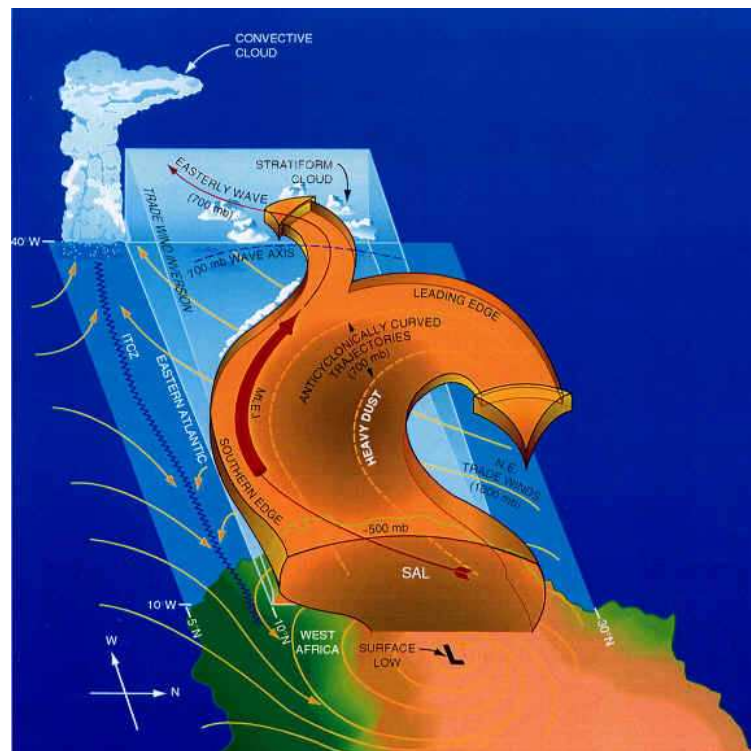 CONVECTIVE
CLOUD
STRATIFORM
CLOUD
EASTERLY WAVE
(700 mb)
40°W
TRADE WIND INVERSION
700 mb WAVE AXIS
LEADING EDGE
ANTICYCLONICALLY CURVED
TRAJECTORIES
(700 mb)
ITCZ
EASTERN ATLANTIC
MLEJ
HEAVY DUST
SOUTHERN EDGE
N.E.
TRADE WINDS
~500 mb
SAL
10°W
5°N
10°N
30°N
WEST
AFRICA
SURFACE
LOW
L
W
N